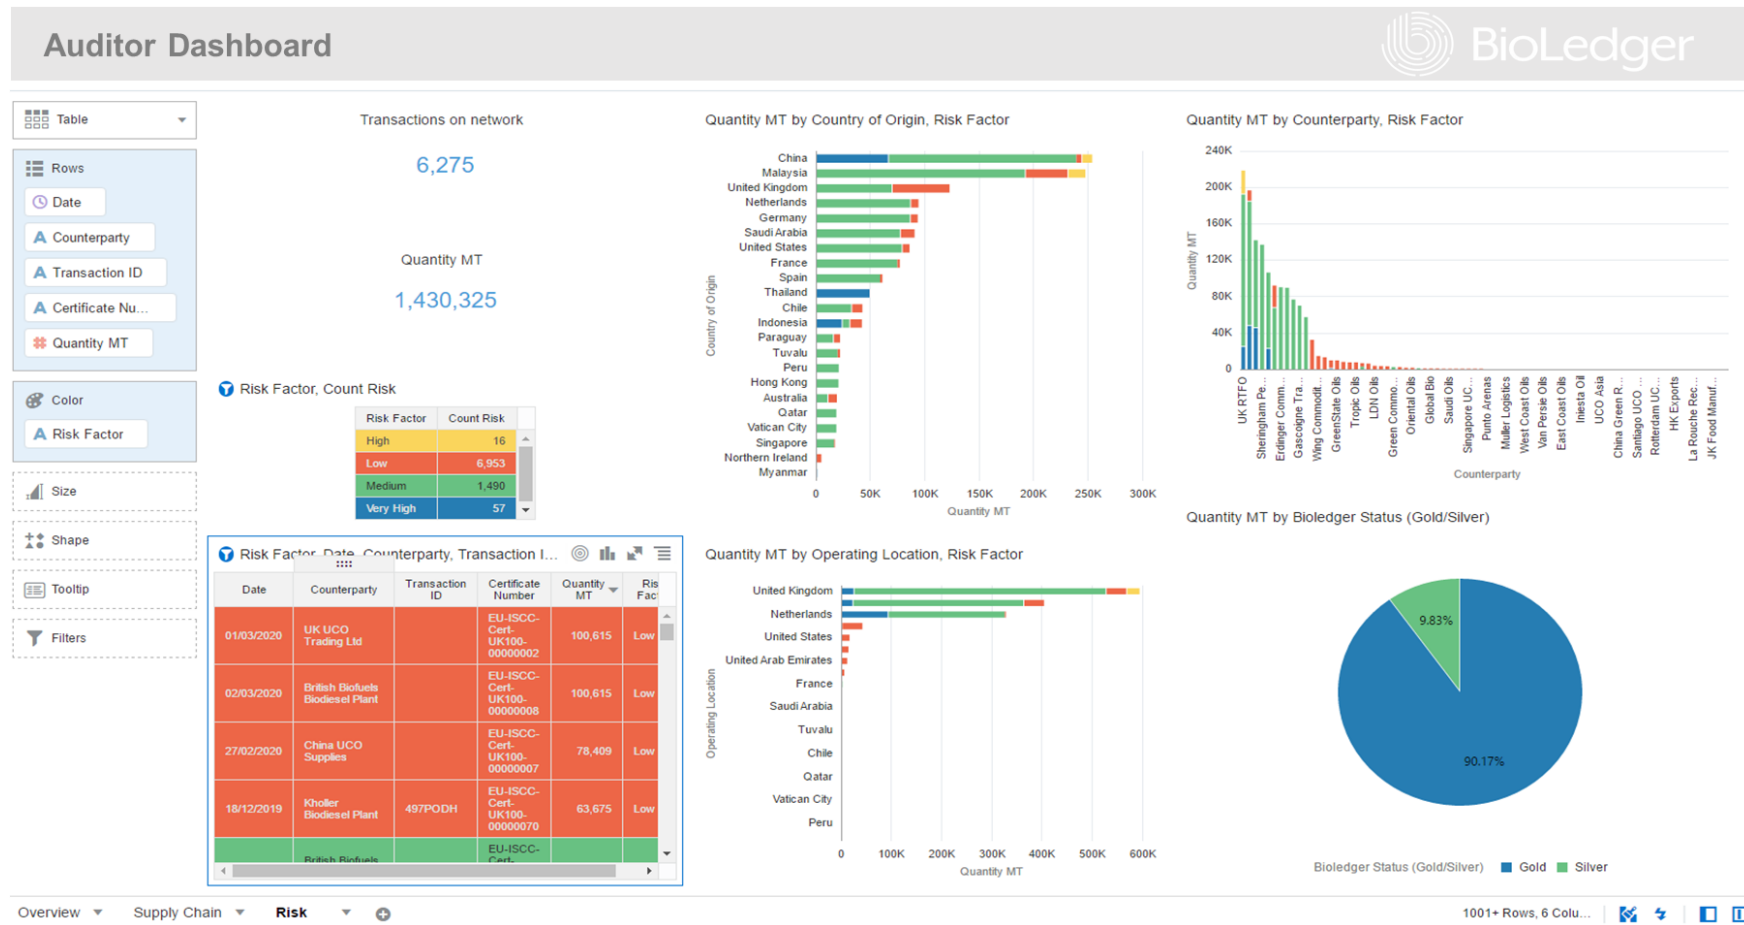 Auditor Dashboard
BioLedger
Table
Rows
Date
Counterparty
Transaction ID
Certificate Nu...
Quantity MT
Color
Risk Factor
Size
Shape
Tooltip
Filters
Transactions on network
6,275
Quantity MT
1,430,325
Risk Factor, Count Risk
Risk Factor Count Risk
High 16
Low 6,953
Medium 1,490
Very High 57
Risk Factor, Date, Counterparty, Transaction I...
Date Counterparty Transaction ID Certificate Number Quantity MT Ris Fac
01/03/2020 UK UCO Trading Ltd EU-ISCC-Cert-UK100-00000002 100,615 Low
02/03/2020 British Biofuels Biodiesel Plant EU-ISCC-Cert-UK100-00000008 100,615 Low
27/02/2020 China UCO Supplies EU-ISCC-Cert-UK100-00000007 78,409 Low
18/12/2019 Kholler Biodiesel Plant 497PODH EU-ISCC-Cert-UK100-00000070 63,675 Low
British Biofuels EU-ISCC-Cert-
Quantity MT by Country of Origin, Risk Factor
Country of Origin
China
Malaysia
United Kingdom
Netherlands
Germany
Saudi Arabia
United States
France
Spain
Thailand
Chile
Indonesia
Paraguay
Tuvalu
Peru
Hong Kong
Australia
Qatar
Vatican City
Singapore
Northern Ireland
Myanmar
0 50K 100K 150K 200K 250K 300K
Quantity MT
Quantity MT by Operating Location, Risk Factor
Operating Location
United Kingdom
Netherlands
United States
United Arab Emirates
France
Saudi Arabia
Tuvalu
Chile
Qatar
Vatican City
Peru
0 100K 200K 300K 400K 500K 600K
Quantity MT
Quantity MT by Counterparty, Risk Factor
Quantity MT
240K
200K
160K
120K
80K
40K
0
UK RTFO
Sheringham Pe...
Erdinger Comm...
Gascoigne Tra...
Wing Commodit...
GreenState Oils
Tropic Oils
LDN Oils
Green Commo...
Oriental Oils
Global Bio
Saudi Oils
Singapore UC...
Punto Arenas
Muller Logistics
West Coast Oils
Van Persie Oils
East Coast Oils
Iniesta Oil
UCO Asia
China Green R...
Santiago UCO ...
Rotterdam UC...
HK Exports
La Rouche Rec...
JK Food Manuf...
Counterparty
Quantity MT by Bioledger Status (Gold/Silver)
9.83%
90.17%
Bioledger Status (Gold/Silver) Gold Silver
Overview Supply Chain Risk
1001+ Rows, 6 Colu...